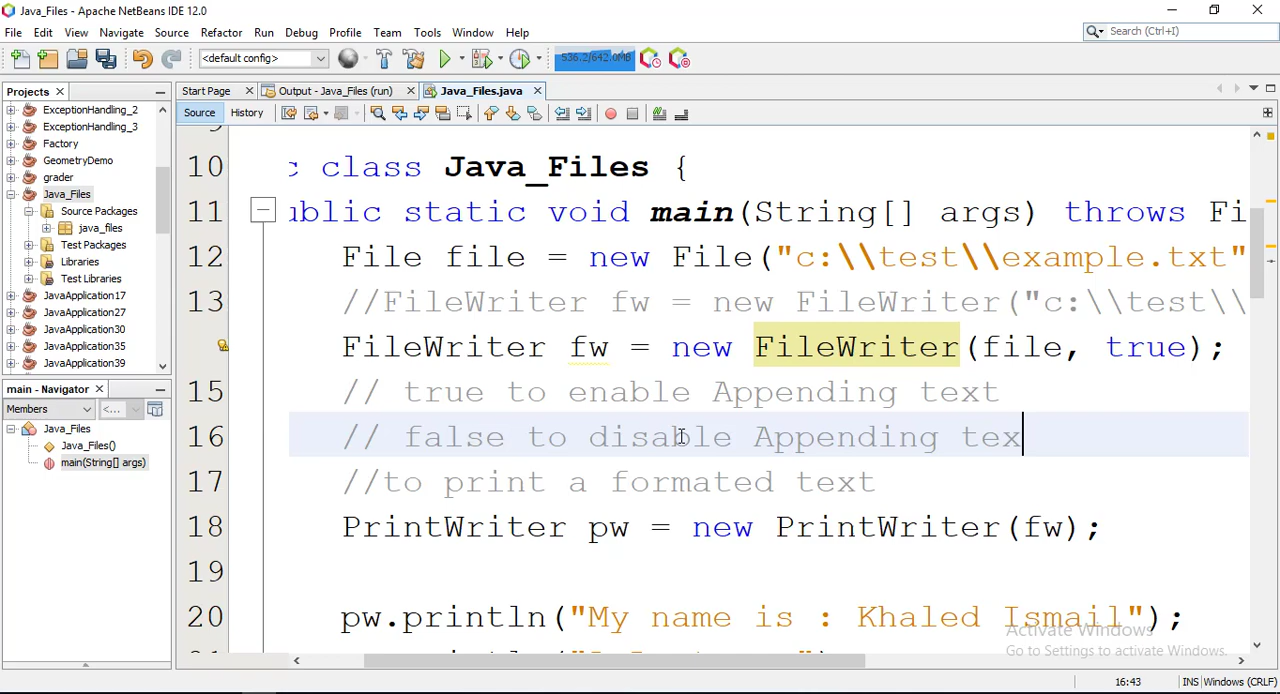 Java_Files - Apache NetBeans IDE 12.0
File Edit View Navigate Source Refactor Run Debug Profile Team Tools Window Help
Search (Ctrl+I)
<default config>
536.2/642.0MB
Projects
Start Page
Output - Java_Files (run)
Java_Files.java
Source History
ExceptionHandling_2
ExceptionHandling_3
Factory
GeometryDemo
grader
Java_Files
Source Packages
java_files
Test Packages
Libraries
Test Libraries
JavaApplication17
JavaApplication27
JavaApplication30
JavaApplication35
JavaApplication39
main - Navigator
Members
<...
Java_Files
Java_Files()
main(String[] args)
10 c class Java_Files {
11 ublic static void main(String[] args) throws Fi
12 File file = new File("c:\\test\\example.txt"
13 //FileWriter fw = new FileWriter("c:\\test\\
FileWriter fw = new FileWriter(file, true);
15 // true to enable Appending text
16 // false to disable Appending tex
17 //to print a formated text
18 PrintWriter pw = new PrintWriter(fw);
19
20 pw.println("My name is : Khaled Ismail");
Activate Windows
Go to Settings to activate Windows.
16:43 INS Windows (CRLF)